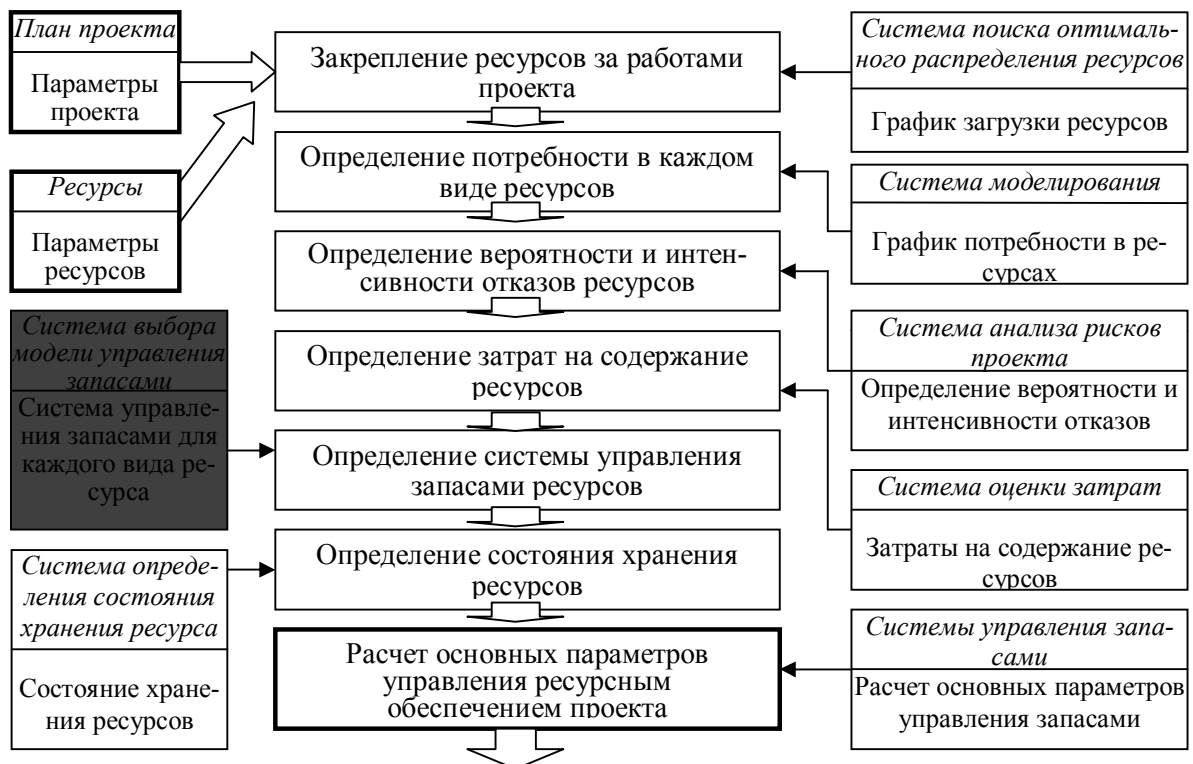 План проекта
Параметры
проекта
Ресурсы
Параметры
ресурсов
Система выбора
модели управления
запасами
Система управле-
ния запасами для
каждого вида ре-
сурса
Система опреде-
ления состояния
хранения ресурса
Состояние хране-
ния ресурсов
Закрепление ресурсов за работами
проекта
Определение потребности в каждом
виде ресурсов
Определение вероятности и интен-
сивности отказов ресурсов
Определение затрат на содержание
ресурсов
Определение системы управления
запасами ресурсов
Определение состояния хранения
ресурсов
Расчет основных параметров
управления ресурсным
обеспечением проекта
Система поиска оптималь-
ного распределения ресурсов
График загрузки ресурсов
Система моделирования
График потребности в ре-
сурсах
Система анализа рисков
проекта
Определение вероятности и
интенсивности отказов
Система оценки затрат
Затраты на содержание ре-
сурсов
Системы управления запа-
сами
Расчет основных параметров
управления запасами